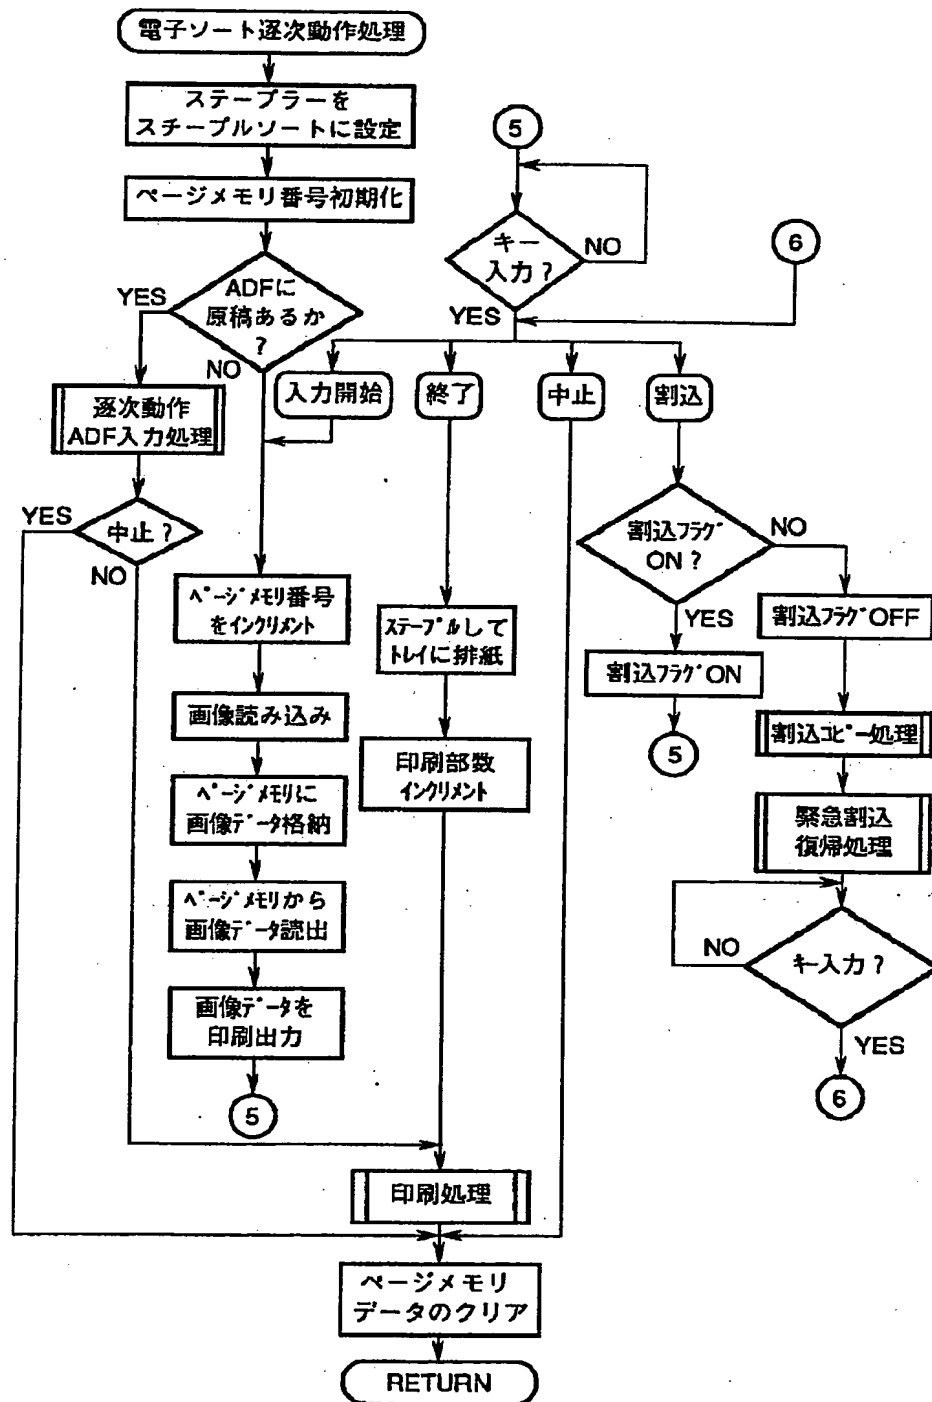 電子ソート逐次動作処理
ステープラーを
スチープルソートに設定
ページメモリ番号初期化
ADFに
原稿あるか
?
YES
NO
逐次動作
ADF入力処理
中止?
YES
NO
ページメモリ番号
をインクリメント
画像読み込み
ページメモリに
画像データ格納
ページメモリから
画像データ読出
画像データを
印刷出力
5
5
キー
入力?
NO
YES
6
入力開始
終了
中止
割込
ステープルして
トレイに排紙
印刷部数
インクリメント
割込フラグ
ON?
NO
YES
割込フラグON
5
割込フラグOFF
割込コピー処理
緊急割込
復帰処理
キー入力?
NO
YES
6
印刷処理
ページメモリ
データのクリア
RETURN